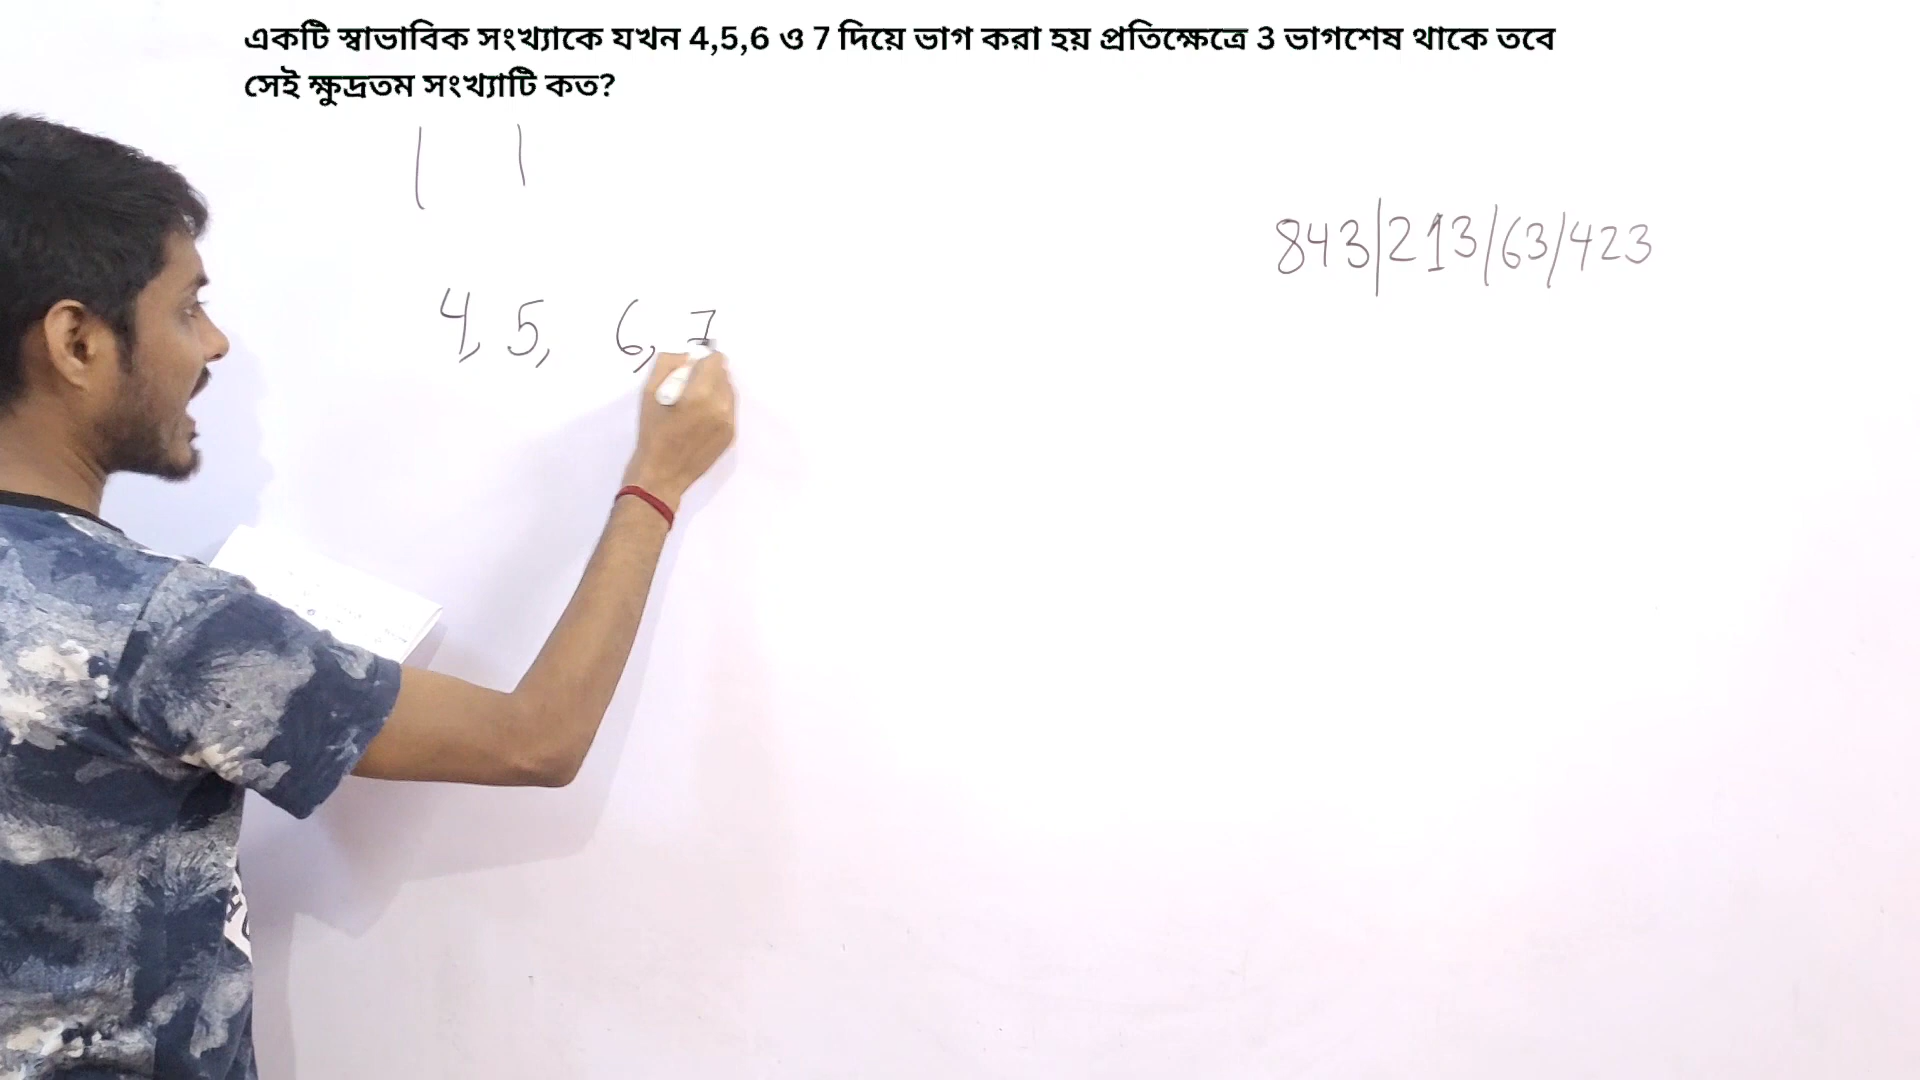 একটি স্বাভাবিক সংখ্যাকে যখন 4,5,6 ও 7 দিয়ে ভাগ করা হয় প্রতিক্ষেত্রে 3 ভাগশেষ থাকে তবে
সেই ক্ষুদ্রতম সংখ্যাটি কত?
843/213/63/423
4, 5, 6, 7